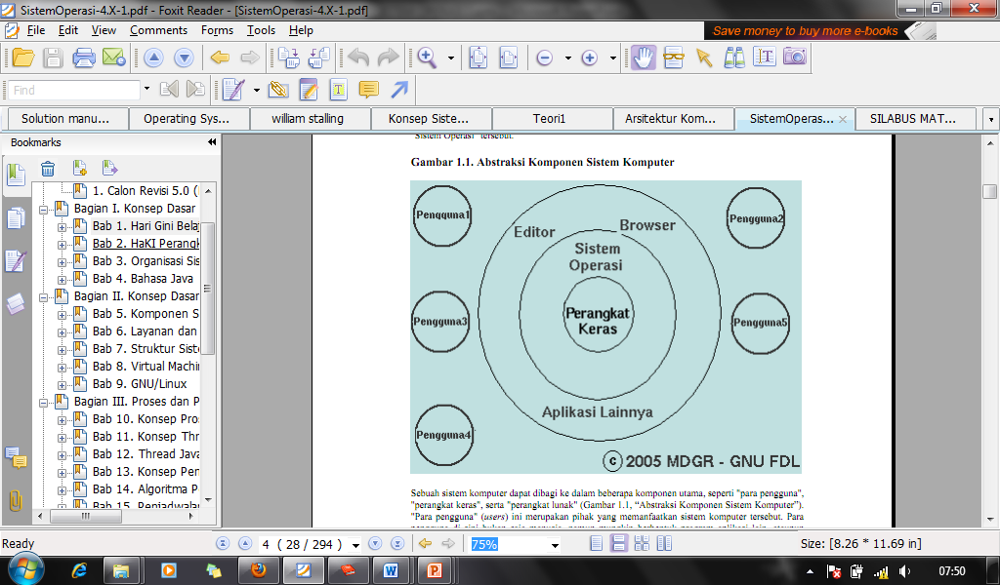 SistemOperasi-4.X-1.pdf - Foxit Reader - [SistemOperasi-4.X-1.pdf]
File Edit View Comments Forms Tools Help
Save money to buy more e-books
Find
Solution manu... Operating Sys... william stalling Konsep Siste... Teori1 Arsitektur Kom... SistemOperas... SILABUS MAT...
Bookmarks
1. Calon Revisi 5.0 (
Bagian I. Konsep Dasar
Bab 1. Hari Gini Bela
Bab 2. HaKI Perangk
Bab 3. Organisasi Sis
Bab 4. Bahasa Java
Bagian II. Konsep Dasar
Bab 5. Komponen S
Bab 6. Layanan dan
Bab 7. Struktur Siste
Bab 8. Virtual Machin
Bab 9. GNU/Linux
Bagian III. Proses dan P
Bab 10. Konsep Pro
Bab 11. Konsep Thr
Bab 12. Thread Java
Bab 13. Konsep Pen
Bab 14. Algoritma P
Bab 15. Penjadwalan
"Sistem Operasi" tersebut.
Gambar 1.1. Abstraksi Komponen Sistem Komputer
Pengguna1
Pengguna2
Editor
Browser
Sistem
Operasi
Perangkat
Keras
Pengguna3
Pengguna5
Aplikasi Lainnya
Pengguna4
© 2005 MDGR - GNU FDL
Sebuah sistem komputer dapat dibagi ke dalam beberapa komponen utama, seperti "para pengguna",
"perangkat keras", serta "perangkat lunak" (Gambar 1.1, “Abstraksi Komponen Sistem Komputer”).
"Para pengguna" (users) ini merupakan pihak yang memanfaatkan sistem komputer tersebut. Para
Ready
4 ( 28 / 294 )
75%
Size: [8.26 * 11.69 in]
07:50